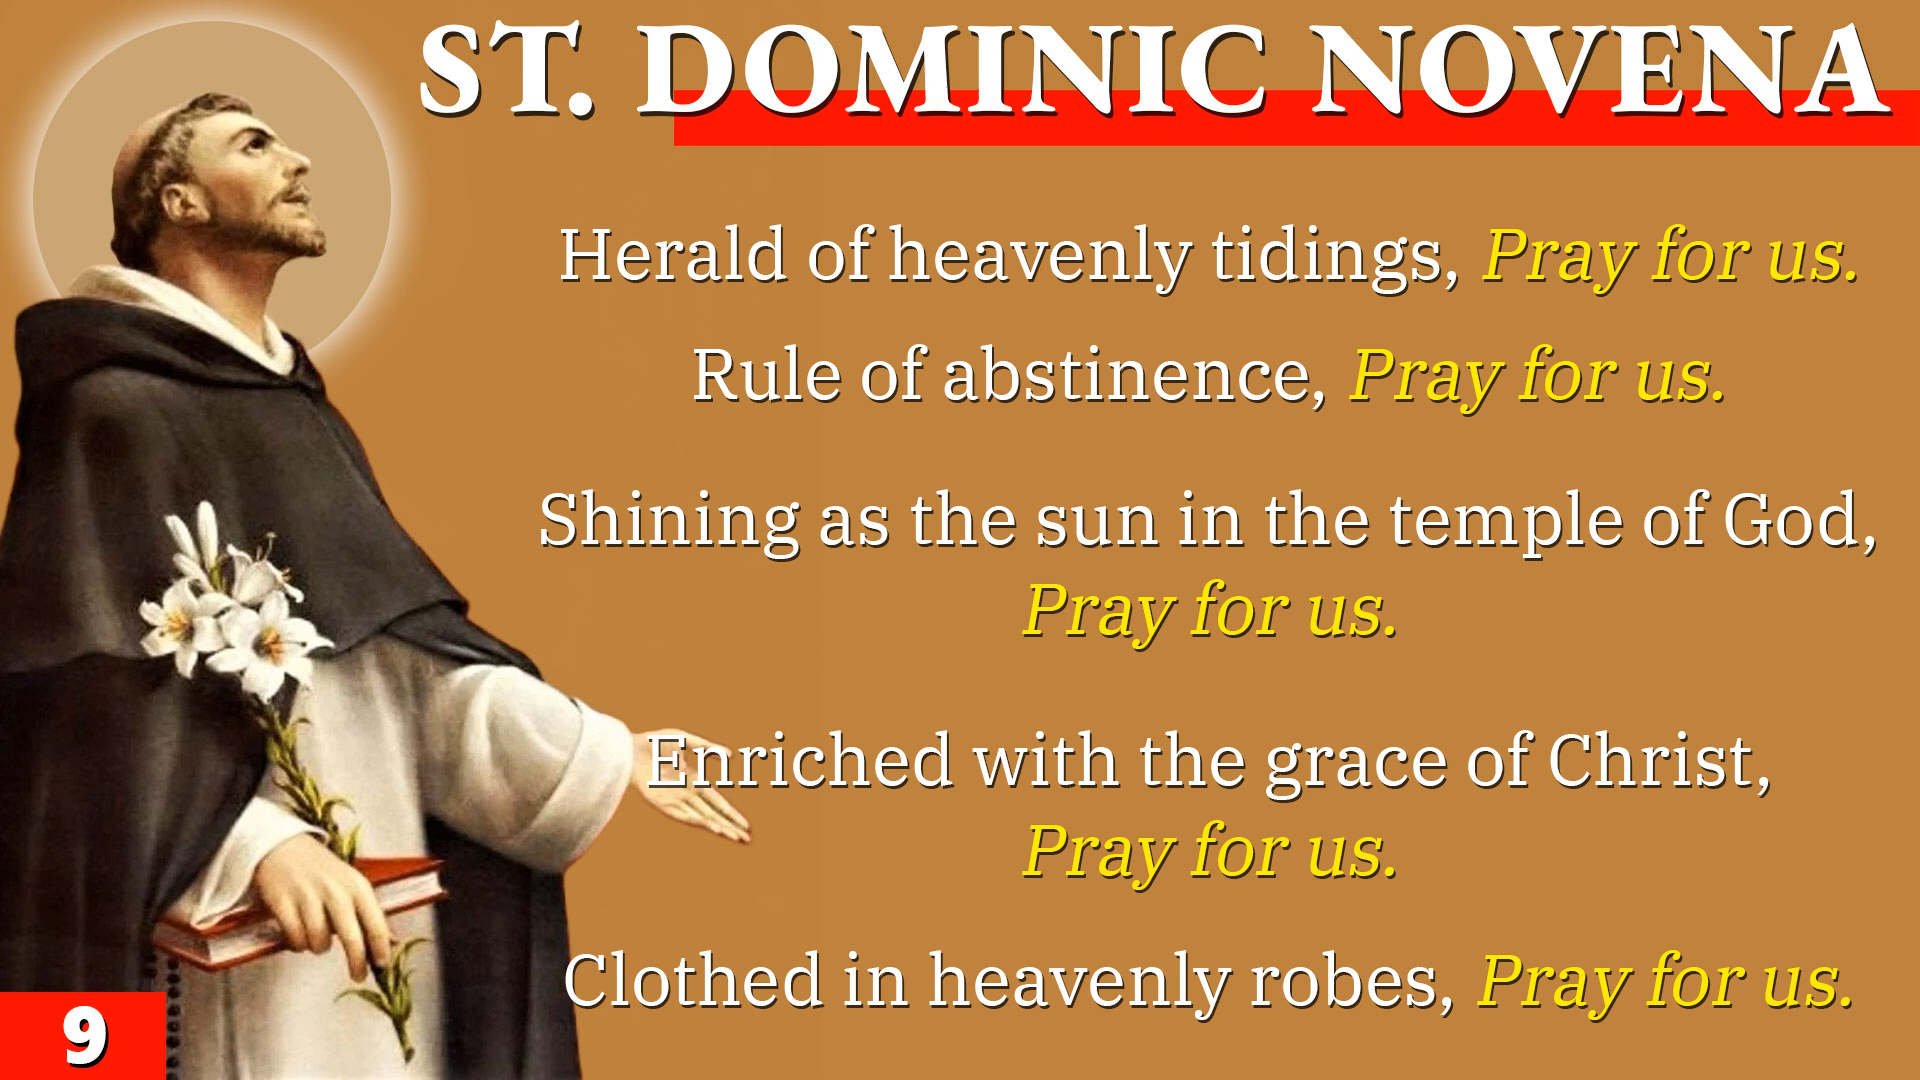 ST. DOMINIC NOVENA
Herald of heavenly tidings, Pray for us.
Rule of abstinence, Pray for us.
Shining as the sun in the temple of God,
Pray for us.
Enriched with the grace of Christ,
Pray for us.
Clothed in heavenly robes, Pray for us.
9